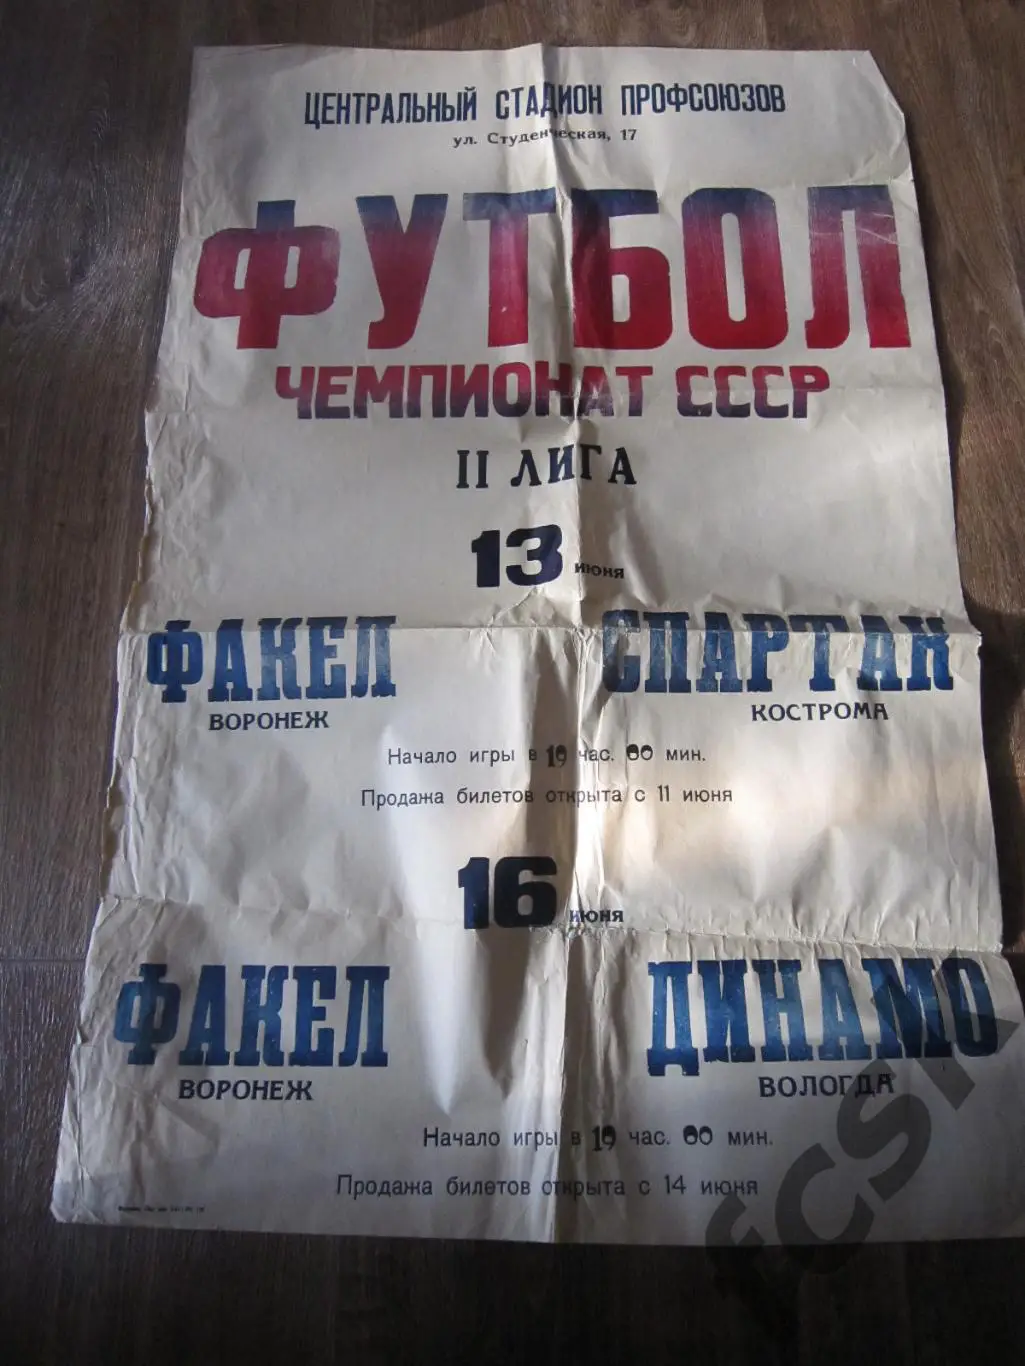 ЦЕНТРАЛЬНЫЙ СТАДИОН ПРОФСОЮЗОВ
ул. Студенческая, 17
ФУТБОЛ
ЧЕМПИОНАТ СССР
II ЛИГА
13 июня
ФАКЕЛ СПАРТАК
ВОРОНЕЖ КОСТРОМА
Начало игры в 19 час. 00 мин.
Продажа билетов открыта с 11 июня
16 июня
ФАКЕЛ ДИНАМО
ВОРОНЕЖ ВОЛОГДА
Начало игры в 19 час. 00 мин.
Продажа билетов открыта с 14 июня